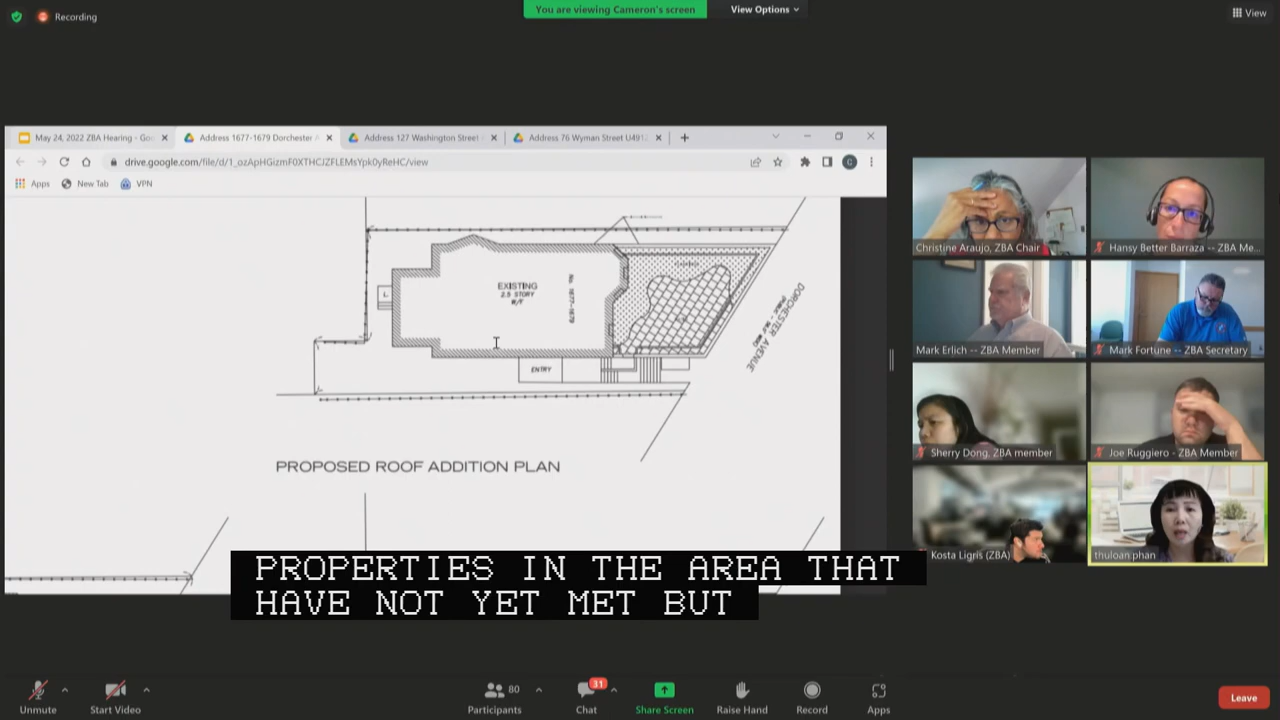 Recording
You are viewing Cameron's screen
View Options
View
May 24, 2022 ZBA Hearing - Go
Address 1677-1679 Dorchester A
Address 127 Washington Street
Address 76 Wyman Street U491
drive.google.com/file/d/1_ozApHGizmF0XTHCJZFLEMsYpk0yReHC/view
Apps
New Tab
VPN
EXISTING
2.5 STORY
W/F
No. 1677-1679
DORCHESTER AVENUE
ENTRY
PROPOSED ROOF ADDITION PLAN
Christine Araujo, ZBA Chair
Hansy Better Barraza -- ZBA Me...
Mark Erlich -- ZBA Member
Mark Fortune -- ZBA Secretary
Sherry Dong, ZBA member
Joe Ruggiero - ZBA Member
Kosta Ligris (ZBA)
thuloan phan
PROPERTIES IN THE AREA THAT
HAVE NOT YET MET BUT
Unmute
Start Video
80
Participants
31
Chat
Share Screen
Raise Hand
Record
Apps
Leave